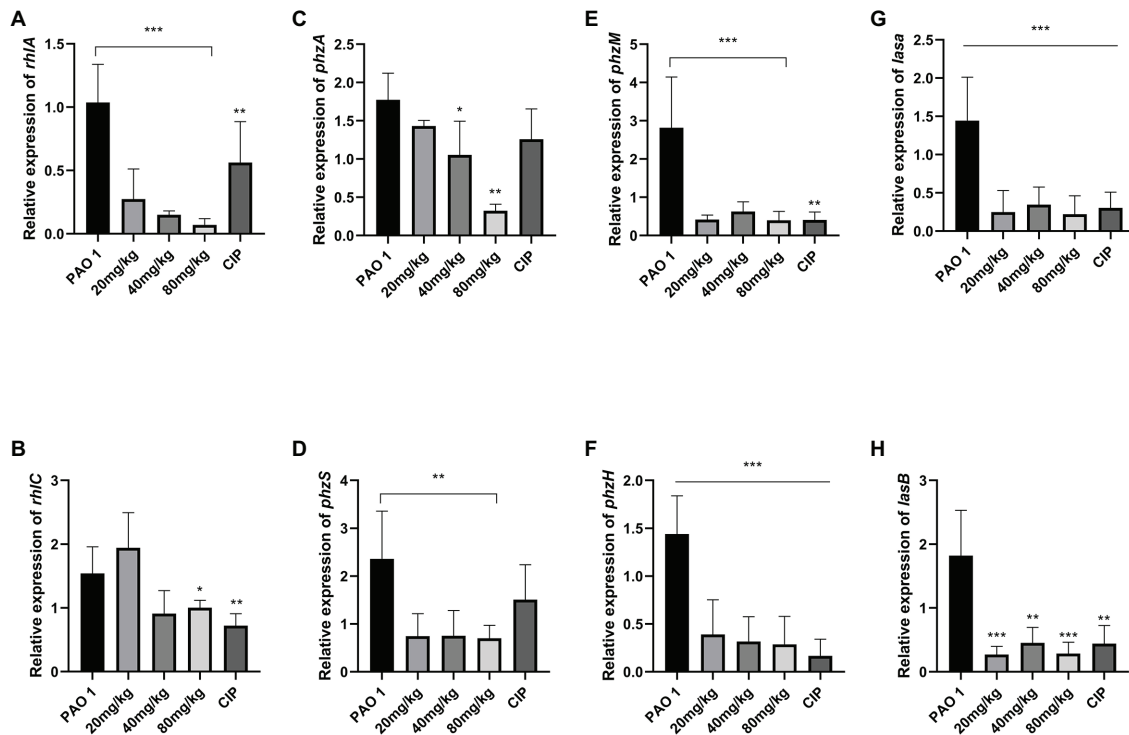 A
Relative expression of rhlA
1.5
1.0
0.5
0.0
***
**
PAO 1
20mg/kg
40mg/kg
80mg/kg
CIP
C
Relative expression of phzA
2.5
2.0
1.5
1.0
0.5
0.0
*
**
PAO 1
20mg/kg
40mg/kg
80mg/kg
CIP
E
Relative expression of phzM
5
4
3
2
1
0
***
**
PAO 1
20mg/kg
40mg/kg
80mg/kg
CIP
G
Relative expression of lasa
2.5
2.0
1.5
1.0
0.5
0.0
***
PAO 1
20mg/kg
40mg/kg
80mg/kg
CIP
B
Relative expression of rhlC
3
2
1
0
*
**
PAO 1
20mg/kg
40mg/kg
80mg/kg
CIP
D
Relative expression of phzS
4
3
2
1
0
**
PAO 1
20mg/kg
40mg/kg
80mg/kg
CIP
F
Relative expression of phzH
2.0
1.5
1.0
0.5
0.0
***
PAO 1
20mg/kg
40mg/kg
80mg/kg
CIP
H
Relative expression of lasB
3
2
1
0
***
**
***
**
PAO 1
20mg/kg
40mg/kg
80mg/kg
CIP